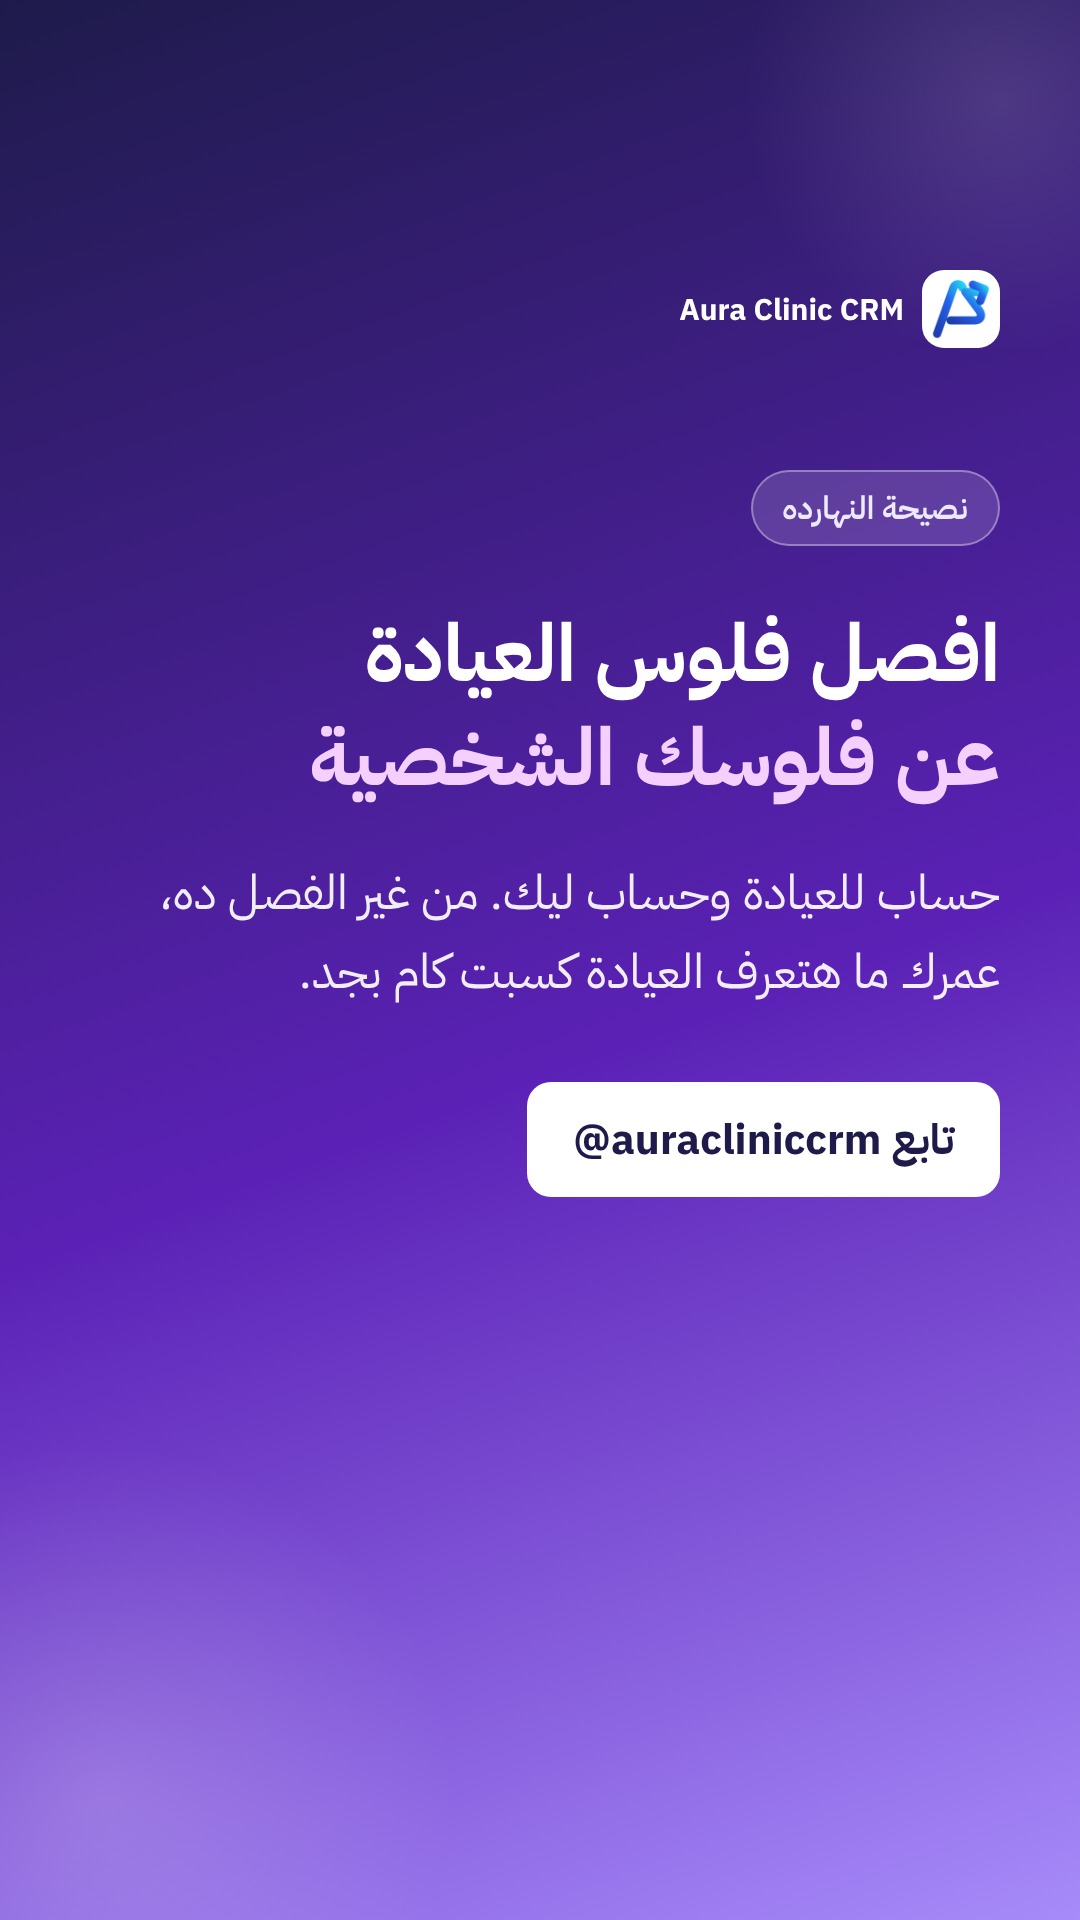 Aura Clinic CRM
نصيحة النهارده
افصل فلوس العيادة
عن فلوسك الشخصية
حساب للعيادة وحساب ليك. من غير الفصل ده،
عمرك ما هتعرف العيادة كسبت كام بجد.
تابع @auracliniccrm